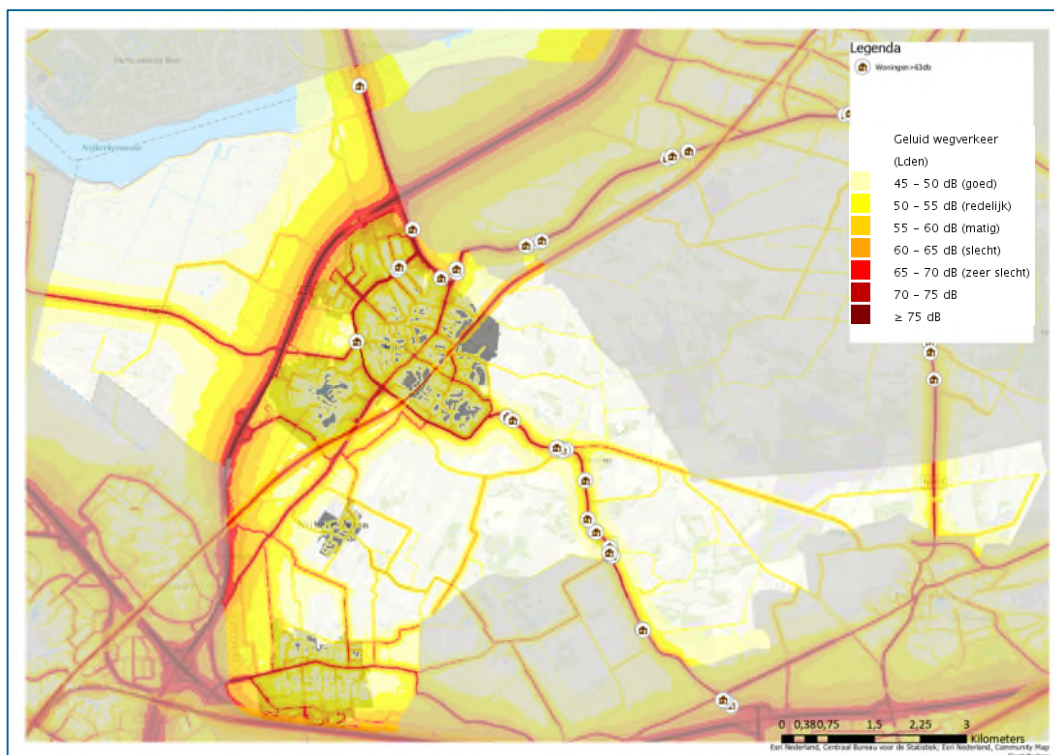 Legenda
Woningen>63db
Geluid wegverkeer
(Lden)
45 – 50 dB (goed)
50 – 55 dB (redelijk)
55 – 60 dB (matig)
60 – 65 dB (slecht)
65 – 70 dB (zeer slecht)
70 – 75 dB
≥ 75 dB
0 0,38 0,75 1,5 2,25 3
Kilometers
Esri Nederland, Centraal Bureau voor de Statistiek; Esri Nederland, Community Map